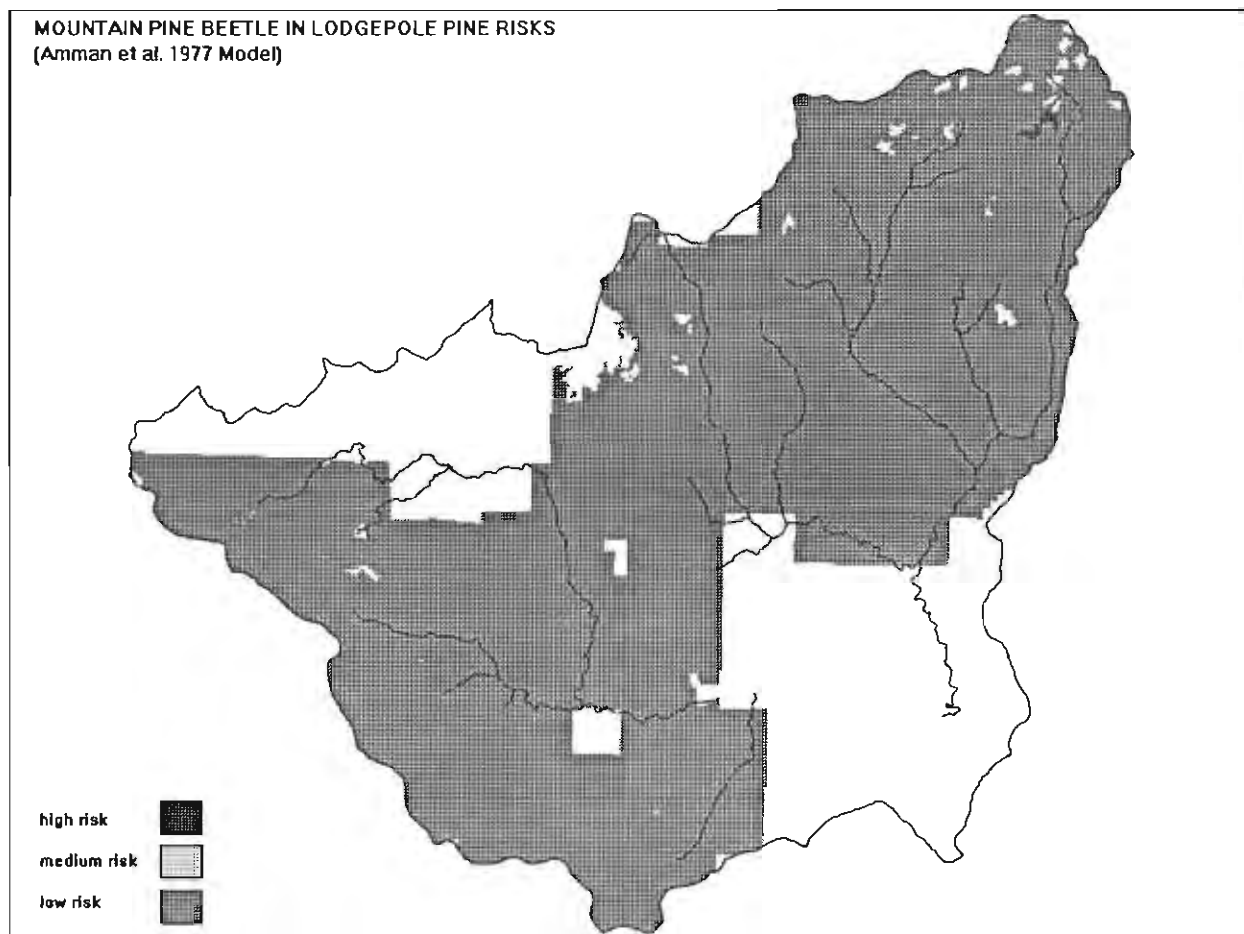 MOUNTAIN PINE BEETLE IN LODGEPOLE PINE RISKS
(Amman et al. 1977 Model)
high risk
medium risk
low risk